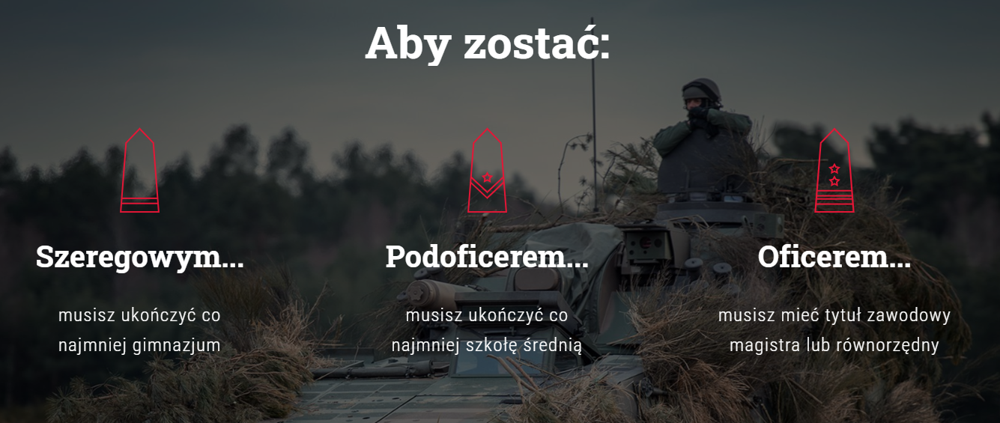 Aby zostać:
Szeregowym...
musisz ukończyć co
najmniej gimnazjum
Podoficerem...
musisz ukończyć co
najmniej szkołę średnią
Oficerem...
musisz mieć tytuł zawodowy
magistra lub równorzędny